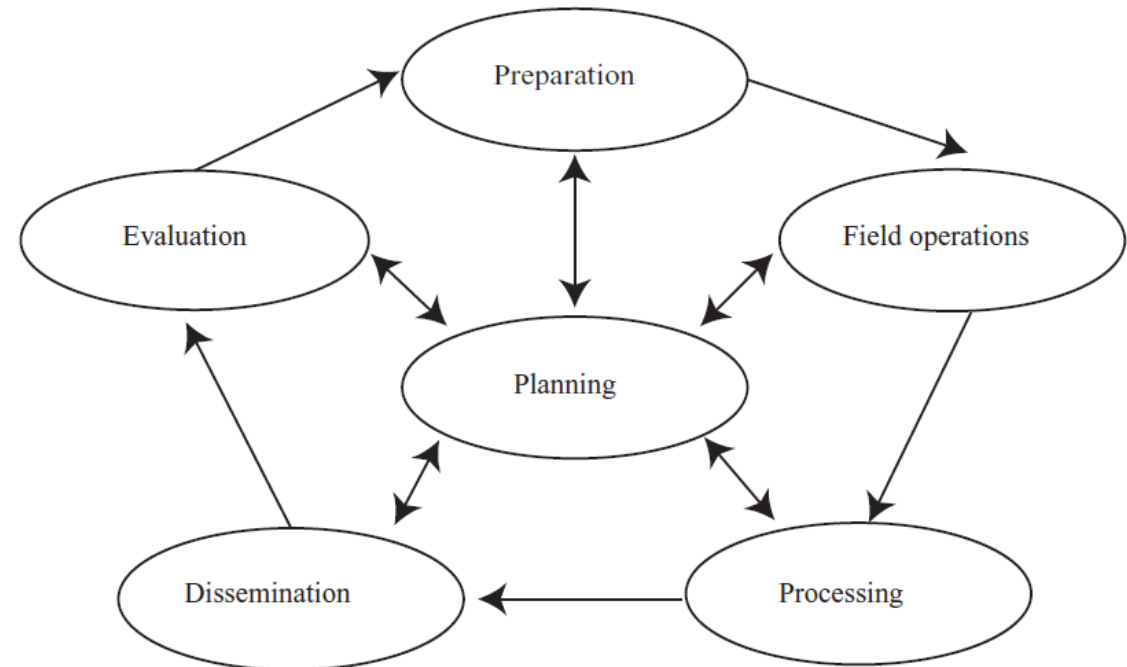 Preparation
Evaluation
Field operations
Planning
Dissemination
Processing